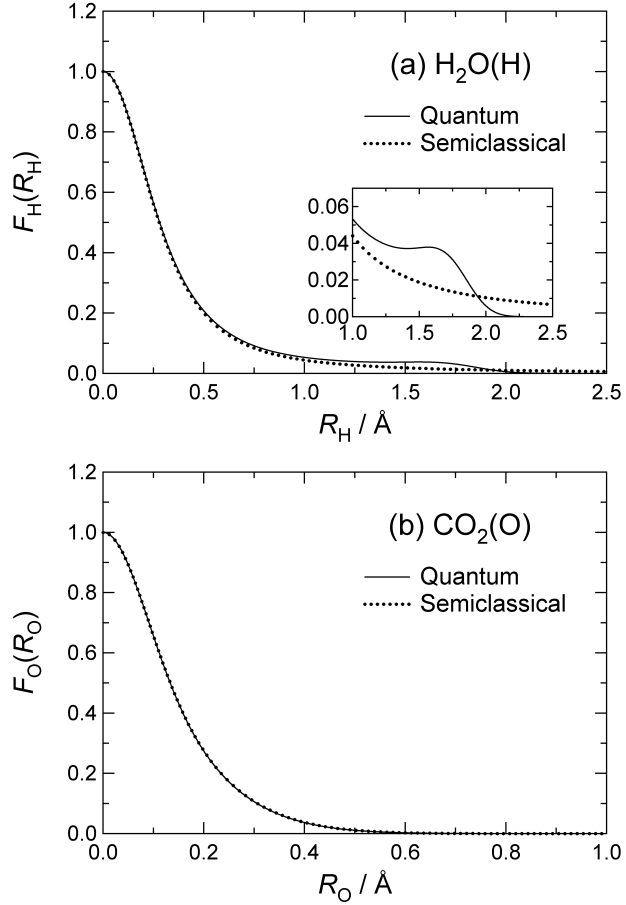 1.2
(a) H₂O(H)
1.0
Quantum
Semiclassical
0.8
F_H(R_H)
0.6
0.06
0.04
0.4
0.02
0.00
1.0 1.5 2.0 2.5
0.2
0.0
0.0 0.5 1.0 1.5 2.0 2.5
R_H / Å
1.2
(b) CO₂(O)
1.0
Quantum
Semiclassical
0.8
F_O(R_O)
0.6
0.4
0.2
0.0
0.0 0.2 0.4 0.6 0.8 1.0
R_O / Å